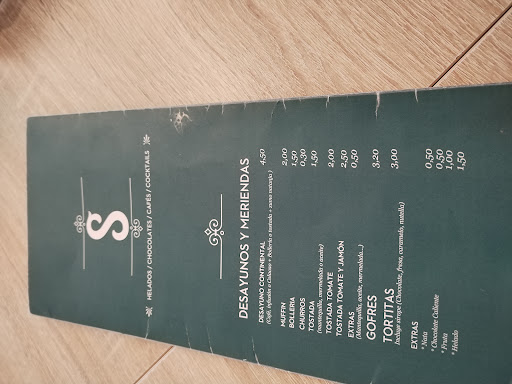 S
HELADOS / CHOCOLATES / CAFÉS / COCKTAILS
DESAYUNOS Y MERIENDAS
DESAYUNO CONTINENTAL 4,50
(Café, infusión o Colacao + Bollería o tostada + zumo naranja)
MUFFIN 2,00
BOLLERIA 1,50
CHURROS 0,30
TOSTADA 1,50
(mantequilla, mermelada o aceite)
TOSTADA TOMATE 2,00
TOSTADA TOMATE Y JAMÓN 2,50
EXTRAS 0,50
(Mantequilla, aceite, mermelada...)
GOFRES 3,20
TORTITAS 3,00
Incluye sirope (Chocolate, fresa, caramelo, nutella)
EXTRAS
* Nata 0,50
* Chocolate Caliente 0,50
* Fruta 1,00
* Helado 1,50